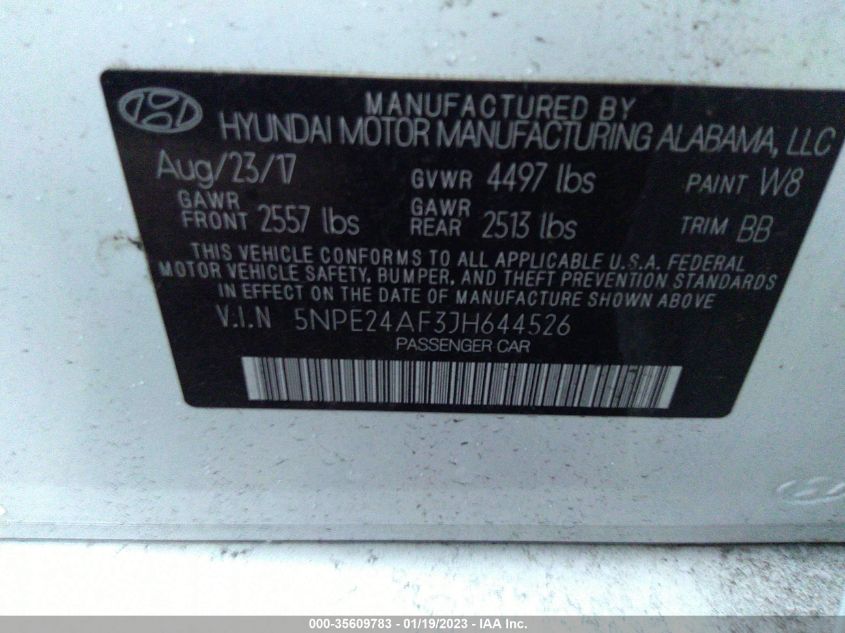 MANUFACTURED BY
HYUNDAI MOTOR MANUFACTURING ALABAMA, LLC
Aug/23/17 GVWR 4497 lbs PAINT W8
GAWR FRONT 2557 lbs GAWR REAR 2513 lbs TRIM BB
THIS VEHICLE CONFORMS TO ALL APPLICABLE U.S.A. FEDERAL
MOTOR VEHICLE SAFETY, BUMPER, AND THEFT PREVENTION STANDARDS
IN EFFECT ON THE DATE OF MANUFACTURE SHOWN ABOVE
V.I.N 5NPE24AF3JH644526
PASSENGER CAR
000-35609783 - 01/19/2023 - IAA Inc.